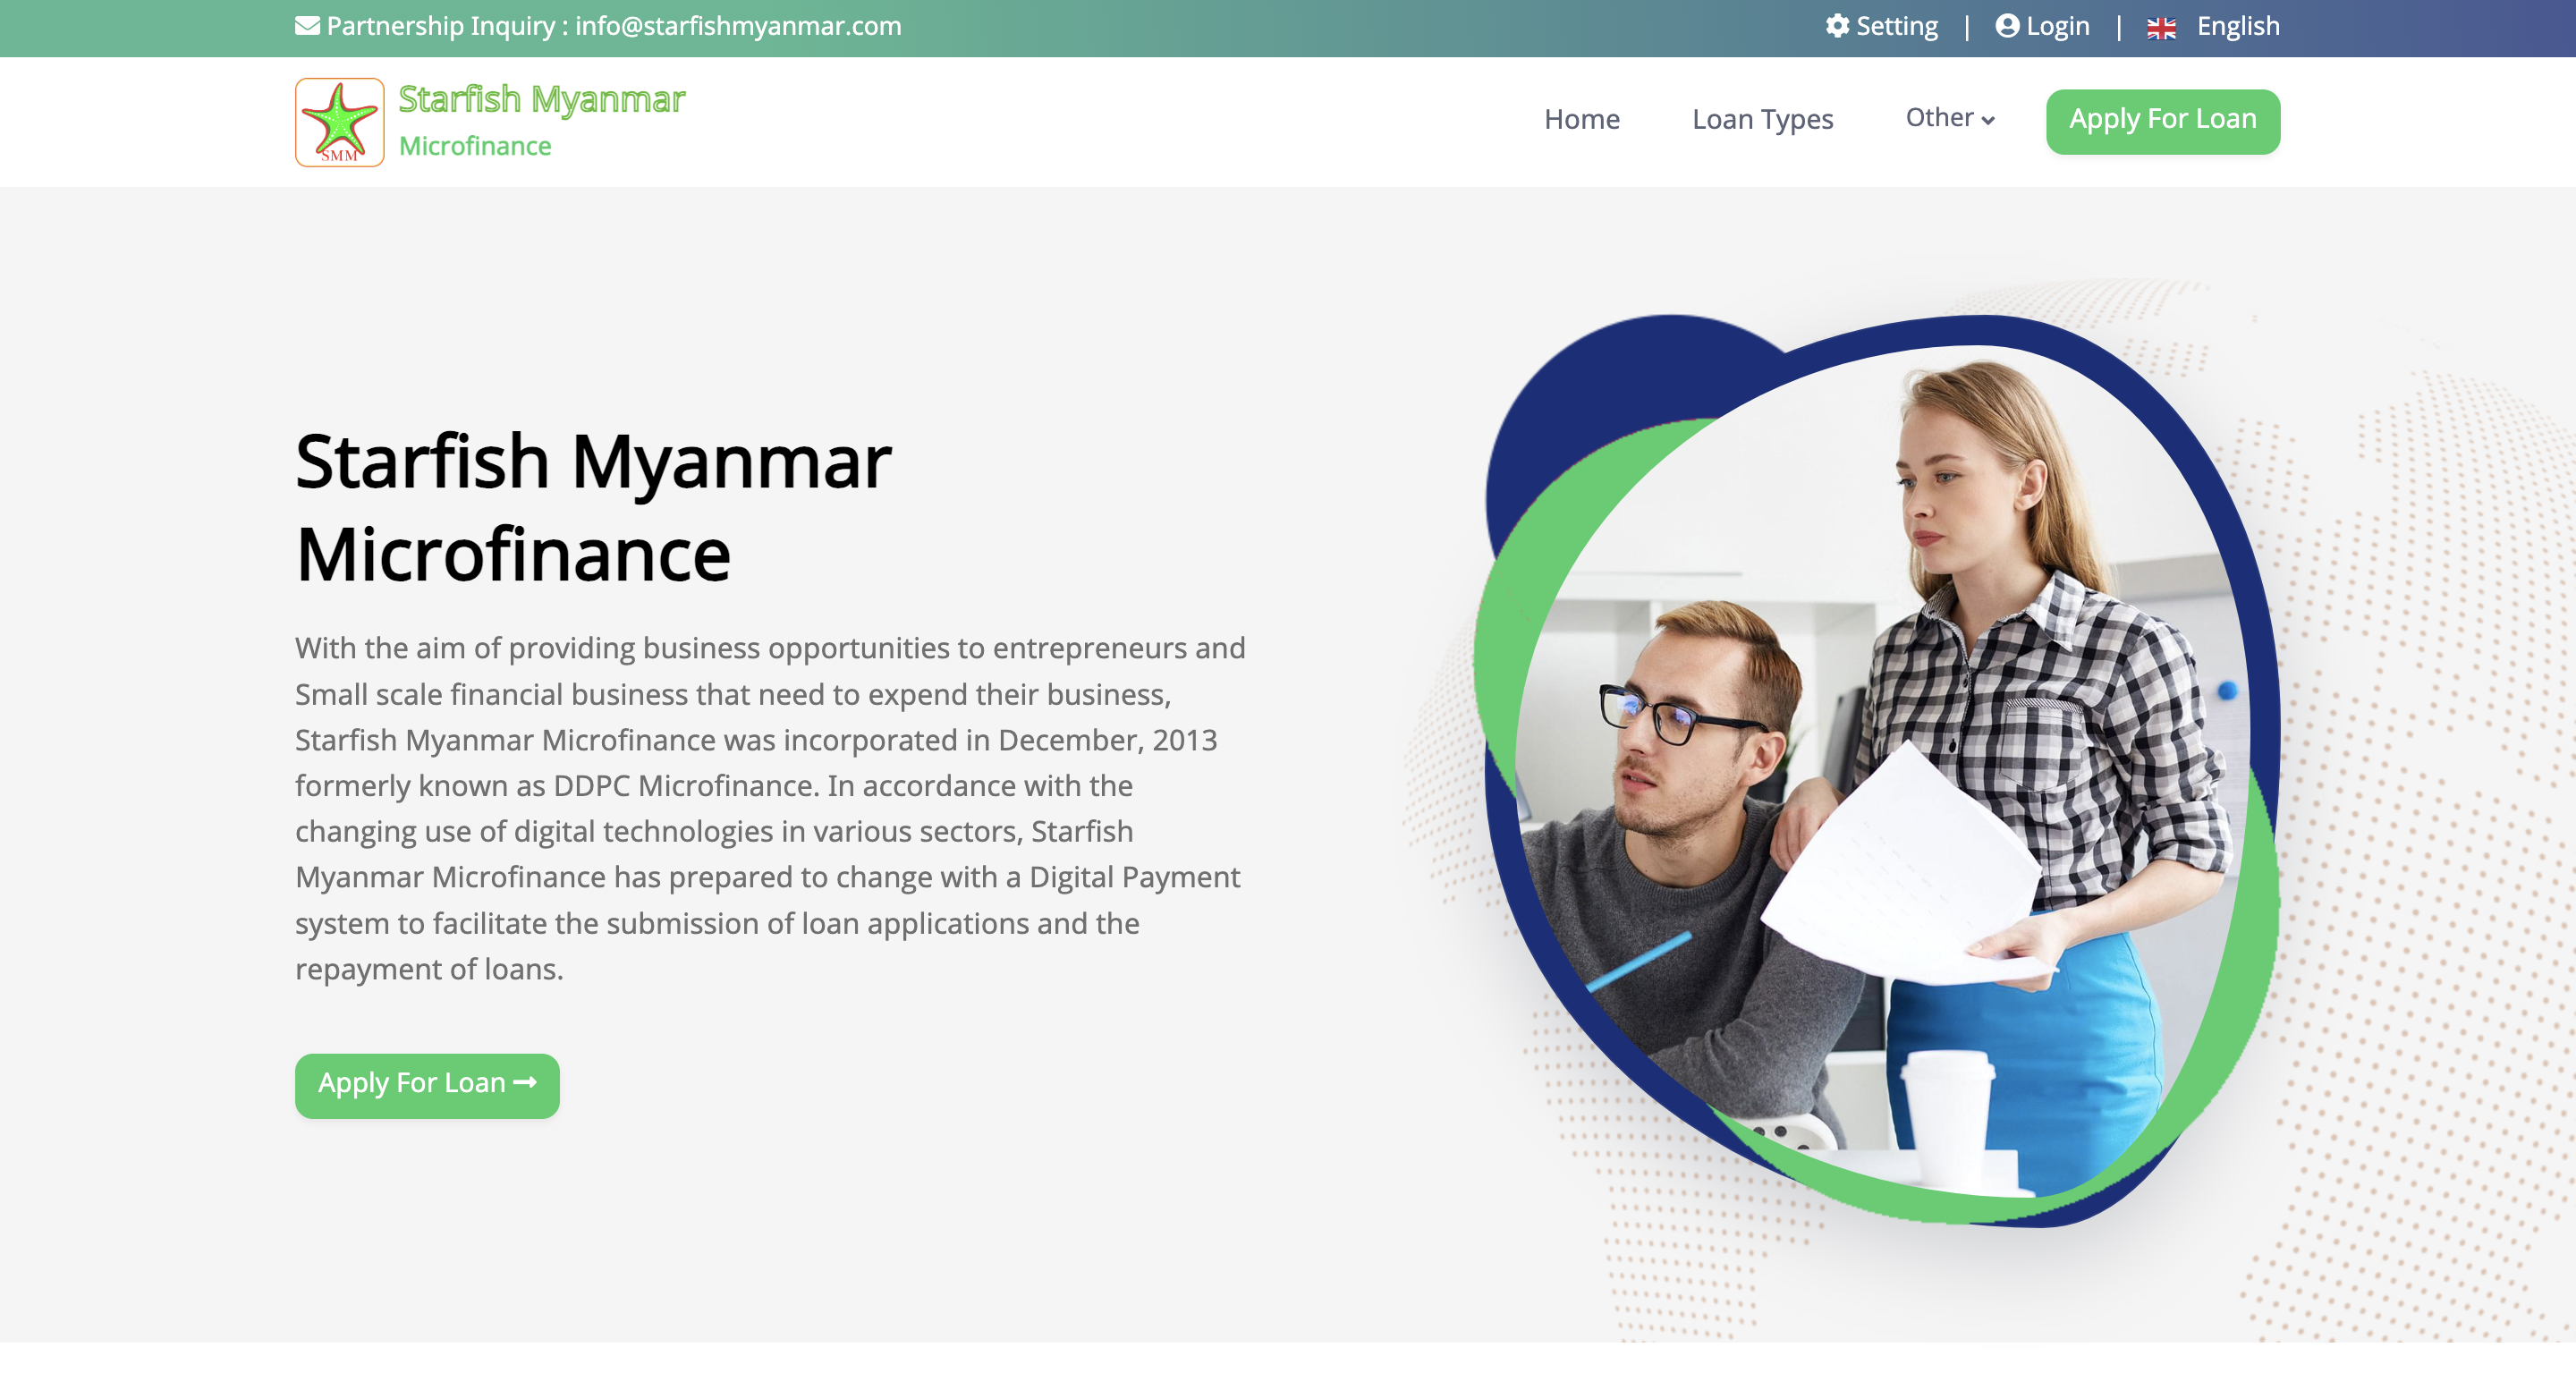 Partnership Inquiry : info@starfishmyanmar.com
Setting | Login | English
SMM
Starfish Myanmar
Microfinance
Home
Loan Types
Other
Apply For Loan
Starfish Myanmar
Microfinance
With the aim of providing business opportunities to entrepreneurs and
Small scale financial business that need to expend their business,
Starfish Myanmar Microfinance was incorporated in December, 2013
formerly known as DDPC Microfinance. In accordance with the
changing use of digital technologies in various sectors, Starfish
Myanmar Microfinance has prepared to change with a Digital Payment
system to facilitate the submission of loan applications and the
repayment of loans.
Apply For Loan